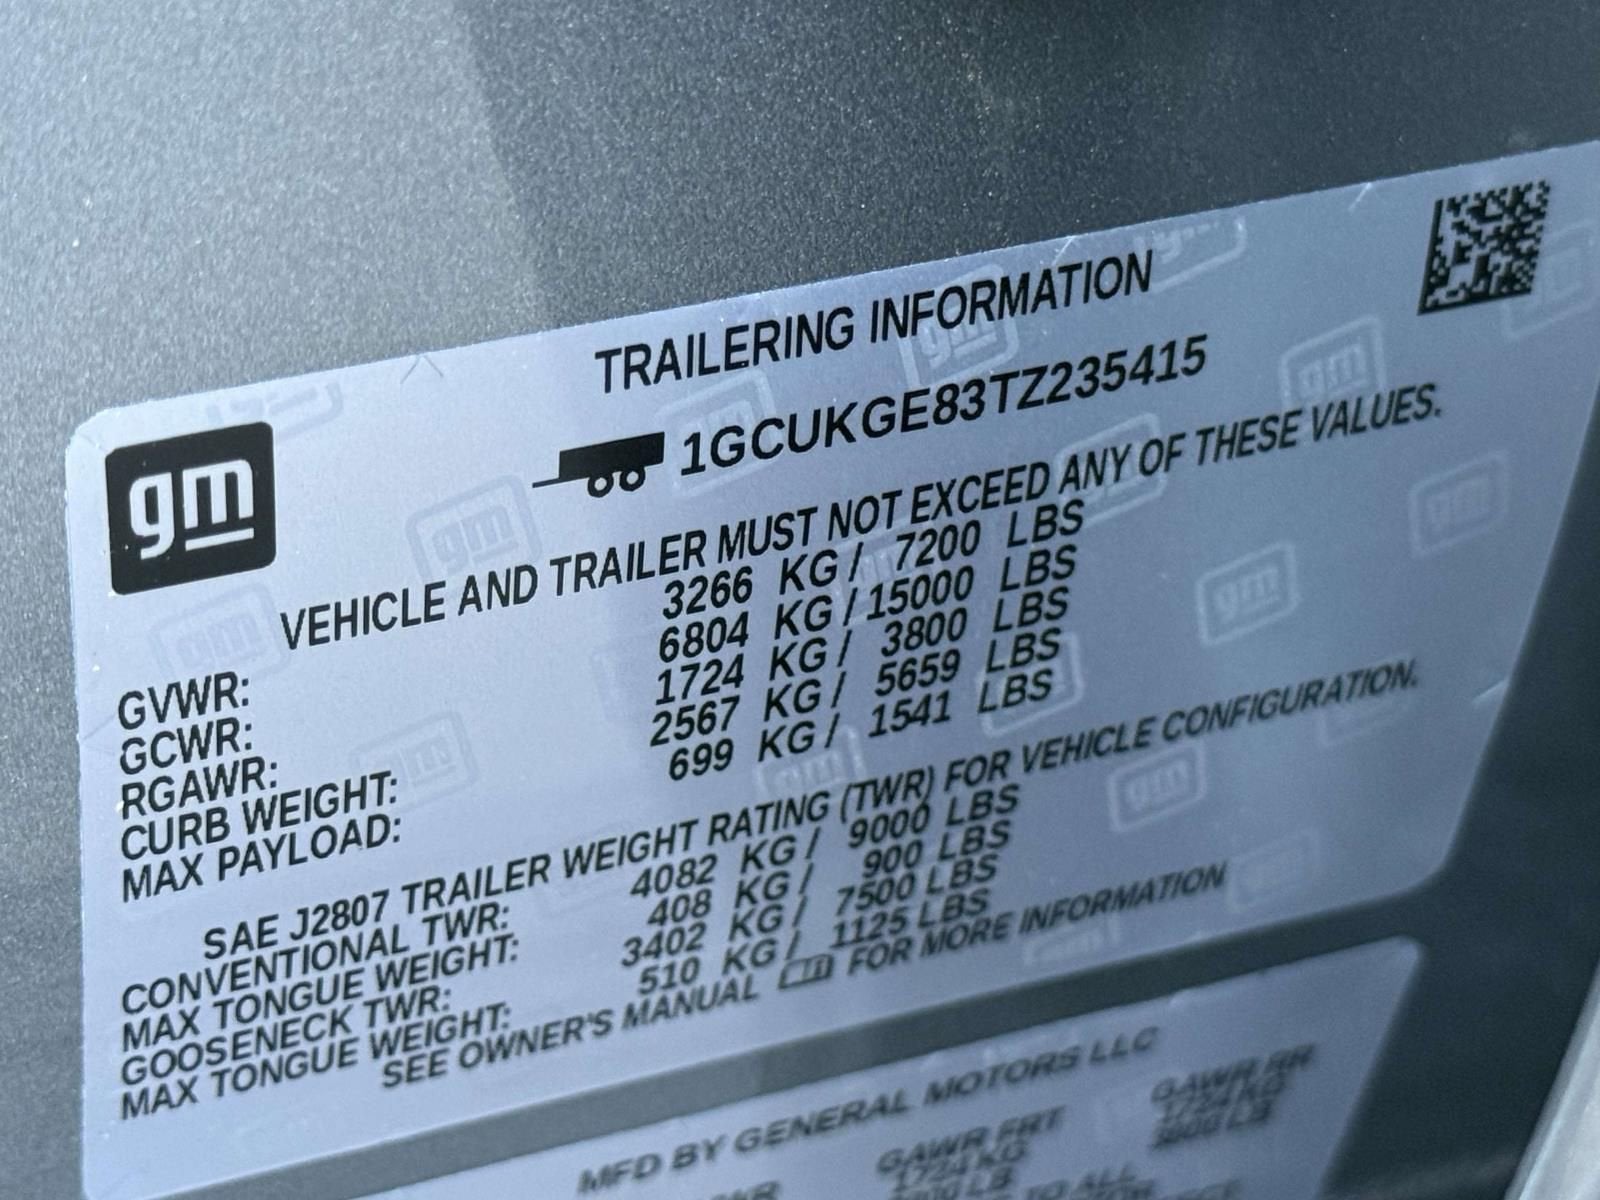 TRAILERING INFORMATION
gm
1GCUKGE83TZ235415
VEHICLE AND TRAILER MUST NOT EXCEED ANY OF THESE VALUES.
GVWR: 3266 KG / 7200 LBS
GCWR: 6804 KG / 15000 LBS
RGAWR: 1724 KG / 3800 LBS
CURB WEIGHT: 2567 KG / 5659 LBS
MAX PAYLOAD: 699 KG / 1541 LBS
SAE J2807 TRAILER WEIGHT RATING (TWR) FOR VEHICLE CONFIGURATION.
CONVENTIONAL TWR: 4082 KG / 9000 LBS
MAX TONGUE WEIGHT: 408 KG / 900 LBS
GOOSENECK TWR: 3402 KG / 7500 LBS
MAX TONGUE WEIGHT: 510 KG / 1125 LBS
SEE OWNER'S MANUAL FOR MORE INFORMATION
MFD BY GENERAL MOTORS LLC
GAWR FRT GAWR RR
1724 KG 1724 KG
3800 LB
TO ALL